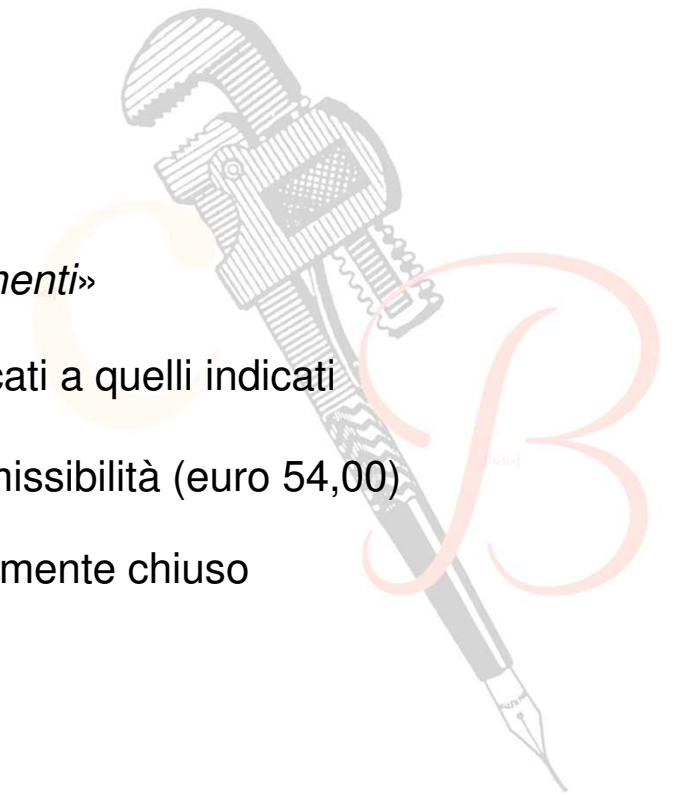 menti»
cati a quelli indicati
missibilità (euro 54,00)
mente chiuso
B